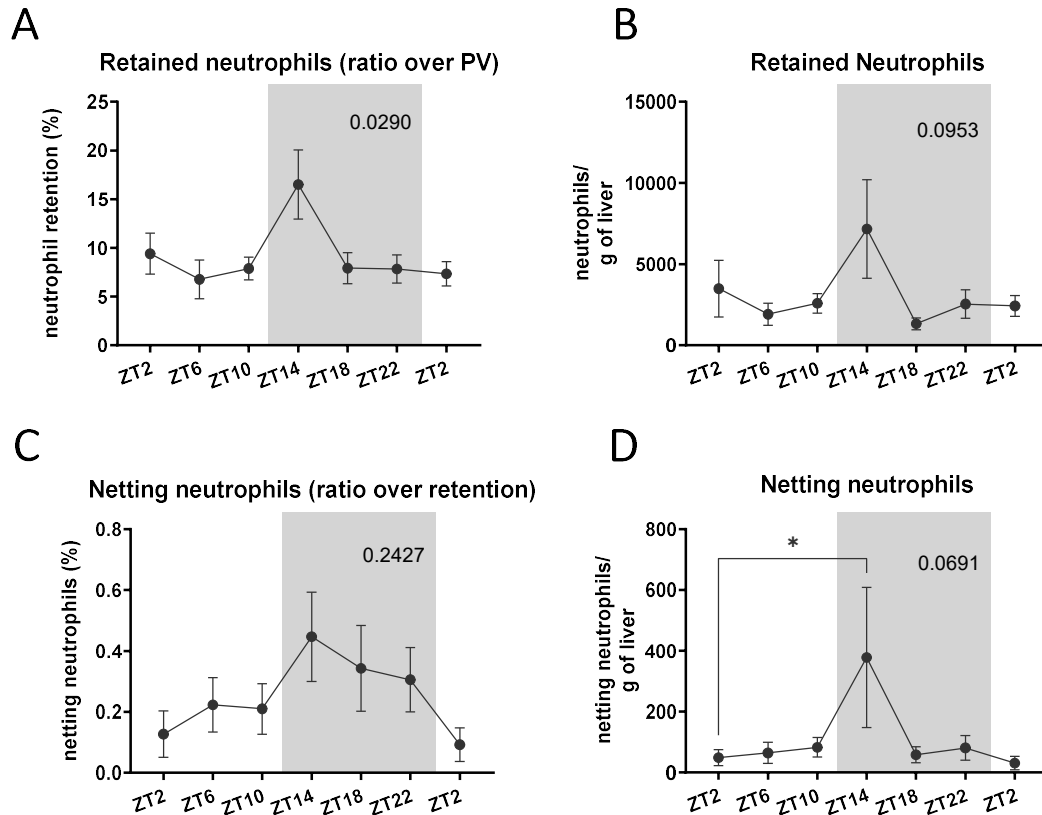 A
Retained neutrophils (ratio over PV)
neutrophil retention (%)
25
20
15
10
5
0
0.0290
ZT2 ZT6 ZT10 ZT14 ZT18 ZT22 ZT2
B
Retained Neutrophils
neutrophils/
g of liver
15000
10000
5000
0
0.0953
ZT2 ZT6 ZT10 ZT14 ZT18 ZT22 ZT2
C
Netting neutrophils (ratio over retention)
netting neutrophils (%)
0.8
0.6
0.4
0.2
0.0
0.2427
ZT2 ZT6 ZT10 ZT14 ZT18 ZT22 ZT2
D
Netting neutrophils
netting neutrophils/
g of liver
800
600
400
200
0
*
0.0691
ZT2 ZT6 ZT10 ZT14 ZT18 ZT22 ZT2